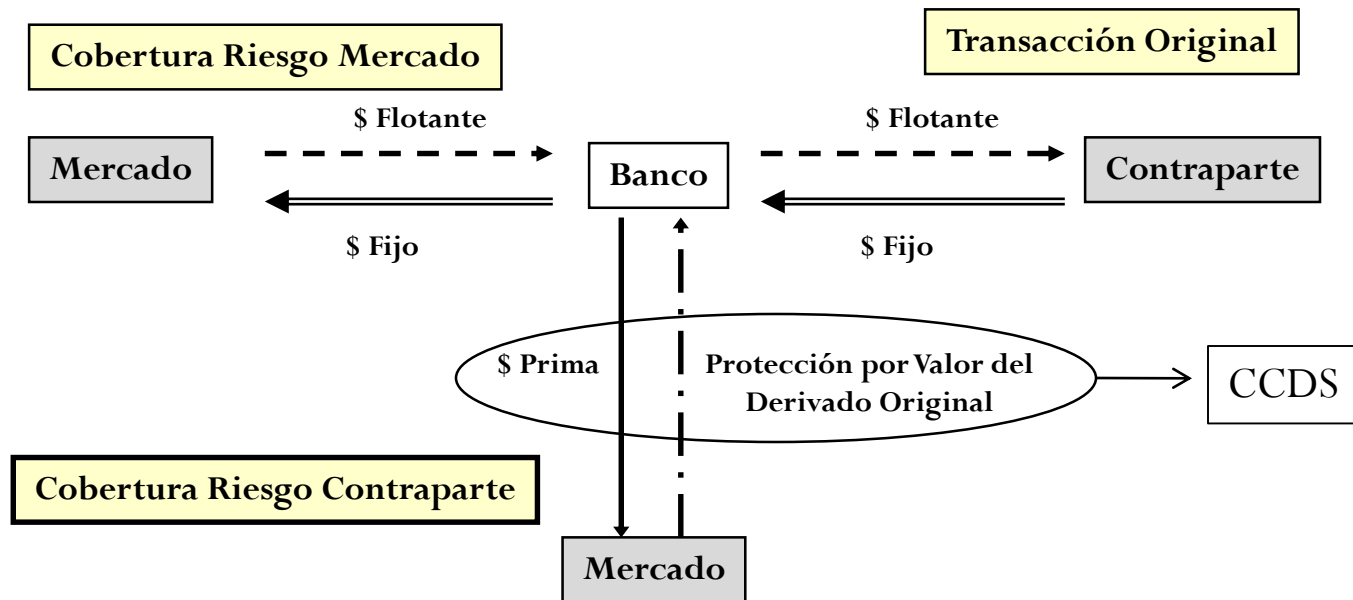 Cobertura Riesgo Mercado
Transacción Original
$ Flotante
$ Flotante
Mercado
Banco
Contraparte
$ Fijo
$ Fijo
$ Prima
Protección por Valor del
Derivado Original
CCDS
Cobertura Riesgo Contraparte
Mercado